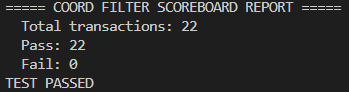 ===== COORD FILTER SCOREBOARD REPORT =====
  Total transactions: 22
  Pass: 22
  Fail: 0
TEST PASSED